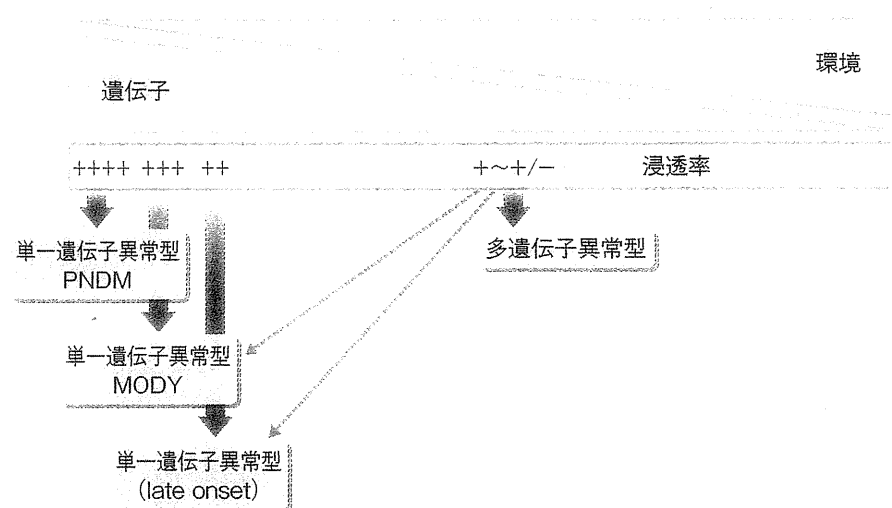 環境
遺伝子
++++ +++ ++ +～+/− 浸透率
単一遺伝子異常型
PNDM
多遺伝子異常型
単一遺伝子異常型
MODY
単一遺伝子異常型
(late onset)